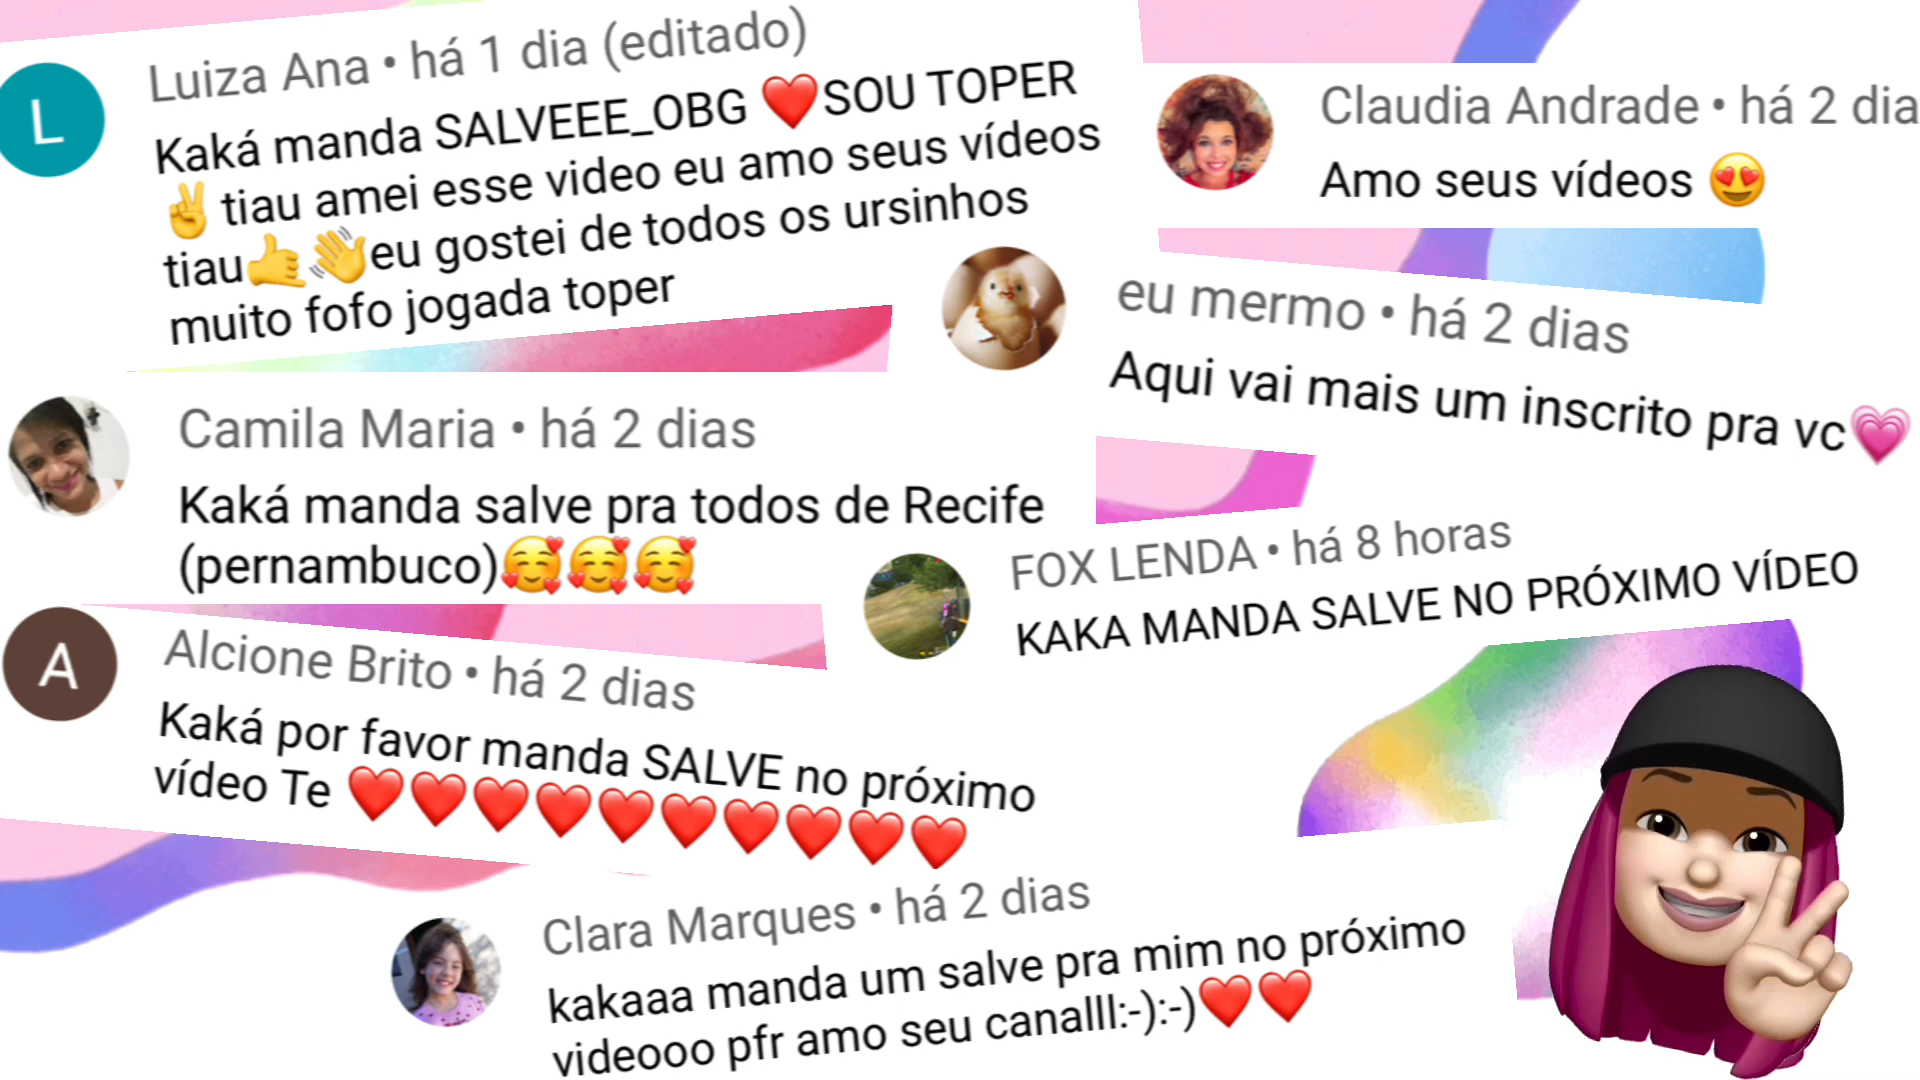 L
Luiza Ana • há 1 dia (editado)
Kaká manda SALVEEE_OBG ❤️SOU TOPER
✌️tiau amei esse video eu amo seus vídeos
tiau🤙👋eu gostei de todos os ursinhos
muito fofo jogada toper
Claudia Andrade • há 2 dia
Amo seus vídeos 😍
eu mermo • há 2 dias
Aqui vai mais um inscrito pra vc💗
Camila Maria • há 2 dias
Kaká manda salve pra todos de Recife
(pernambuco)🥰🥰🥰
FOX LENDA • há 8 horas
KAKA MANDA SALVE NO PRÓXIMO VÍDEO
A
Alcione Brito • há 2 dias
Kaká por favor manda SALVE no próximo
vídeo Te ❤️❤️❤️❤️❤️❤️❤️❤️❤️❤️
Clara Marques • há 2 dias
kakaaa manda um salve pra mim no próximo
videooo pfr amo seu canalll:-):-)❤️❤️